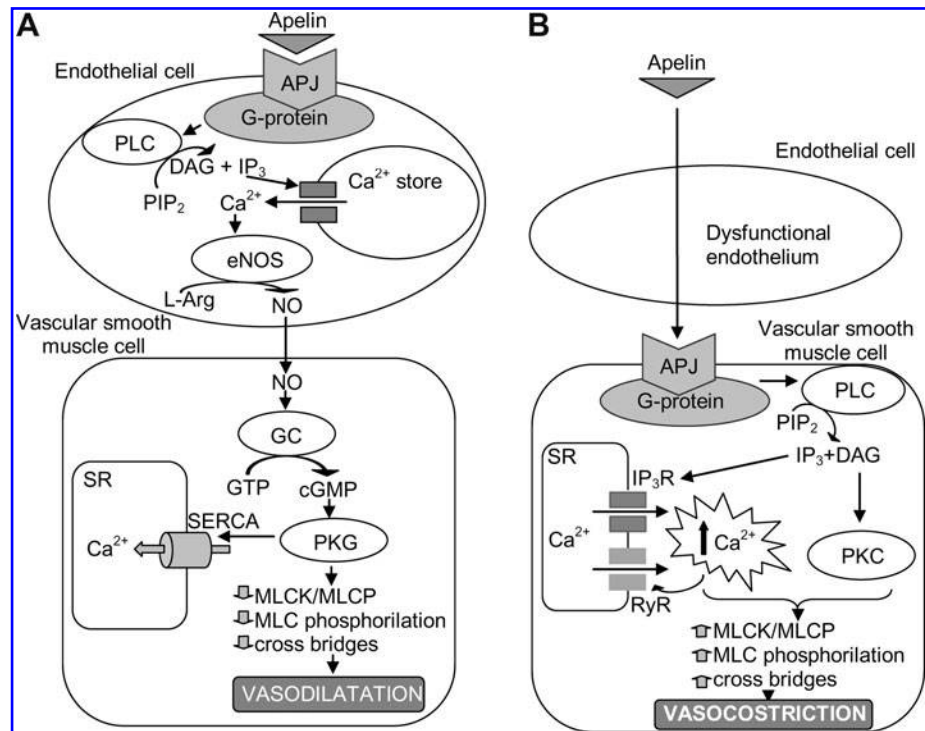 A
Apelin
Endothelial cell
APJ
G-protein
PLC
DAG + IP3
PIP2
Ca2+ store
Ca2+
eNOS
L-Arg
NO
Vascular smooth
muscle cell
NO
GC
SR
GTP
cGMP
SERCA
Ca2+
PKG
MLCK/MLCP
MLC phosphorilation
cross bridges
VASODILATATION
B
Apelin
Endothelial cell
Dysfunctional
endothelium
Vascular smooth
muscle cell
APJ
G-protein
PLC
PIP2
IP3+DAG
SR
IP3R
Ca2+
Ca2+
PKC
RyR
MLCK/MLCP
MLC phosphorilation
cross bridges
VASOCOSTRICTION